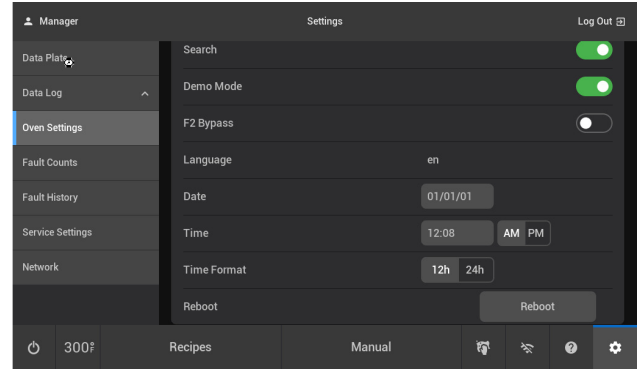 Manager
Settings
Log Out
Data Plate
Data Log
Oven Settings
Fault Counts
Fault History
Service Settings
Network
Search
Demo Mode
F2 Bypass
Language en
Date 01/01/01
Time 12:08 AM PM
Time Format 12h 24h
Reboot Reboot
300°F Recipes Manual